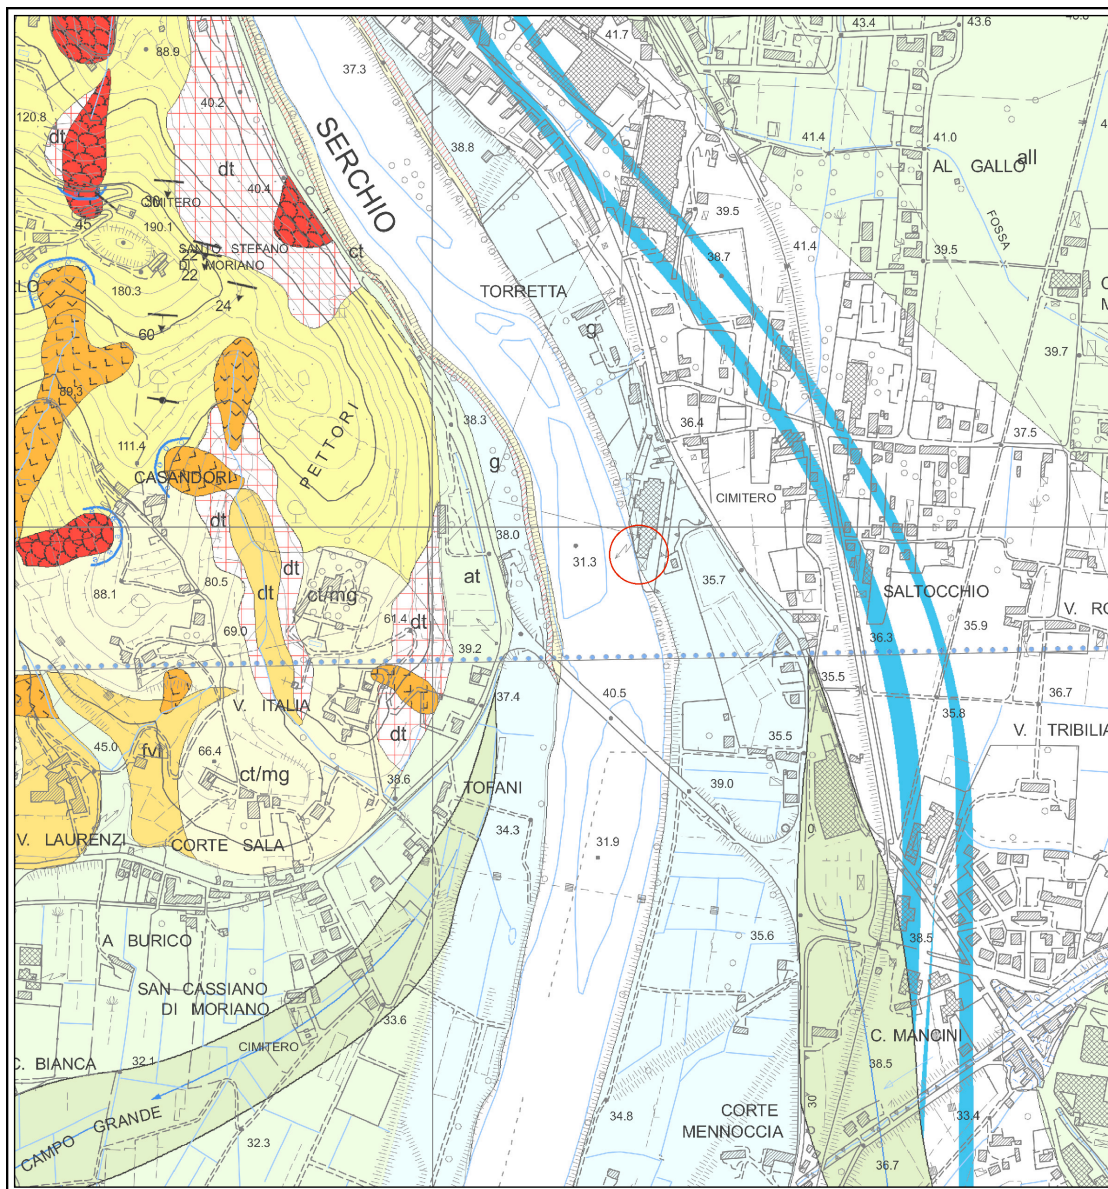 43.4
43.6
41.7
88.9
37.3
40.2
120.8
dt
SERCHIO
38.8
41.4
41.0
AL GALLO
all
dt
40.4
30
CIMITERO
45
190.1
39.5
FOSSA
41.4
39.5
ct
SANTO STEFANO
22
DI MORIANO
22
38.7
180.3
TORRETTA
24
g
60
39.7
89.3
PETTORI
38.3
36.4
37.5
111.4
g
CASANDORI
CIMITERO
dt
38.0
31.3
dt
at
80.5
35.7
88.1
dt
ct/mg
SALTOCCHIO
V. RO
61.4
dt
69.0
35.9
36.3
39.2
35.5
36.7
37.4
40.5
35.8
V. ITALIA
45.0
fvi
66.4
dt
35.5
V. TRIBILIA
ct/mg
38.6
TOFANI
39.0
34.3
31.9
0
V. LAURENZI
CORTE SALA
A BURICO
35.6
38.5
SAN CASSIANO
DI MORIANO
33.6
CIMITERO
C. MANCINI
C. BIANCA
32.1
38.5
34.8
CORTE
MENNOCCIA
30
33.4
CAMPO GRANDE
32.3
36.7